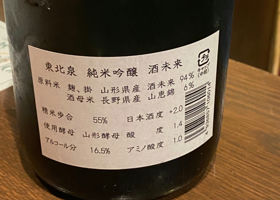 東北泉 純米吟醸 酒未来
原料米 麹、掛 山形県産 酒未来 94%
酒母米 長野県産 山恵錦 6%
精米歩合 55% 日本酒度 +2.0
使用酵母 山形酵母 酸度 1.4
アルコール分 16.5% アミノ酸度 1.0